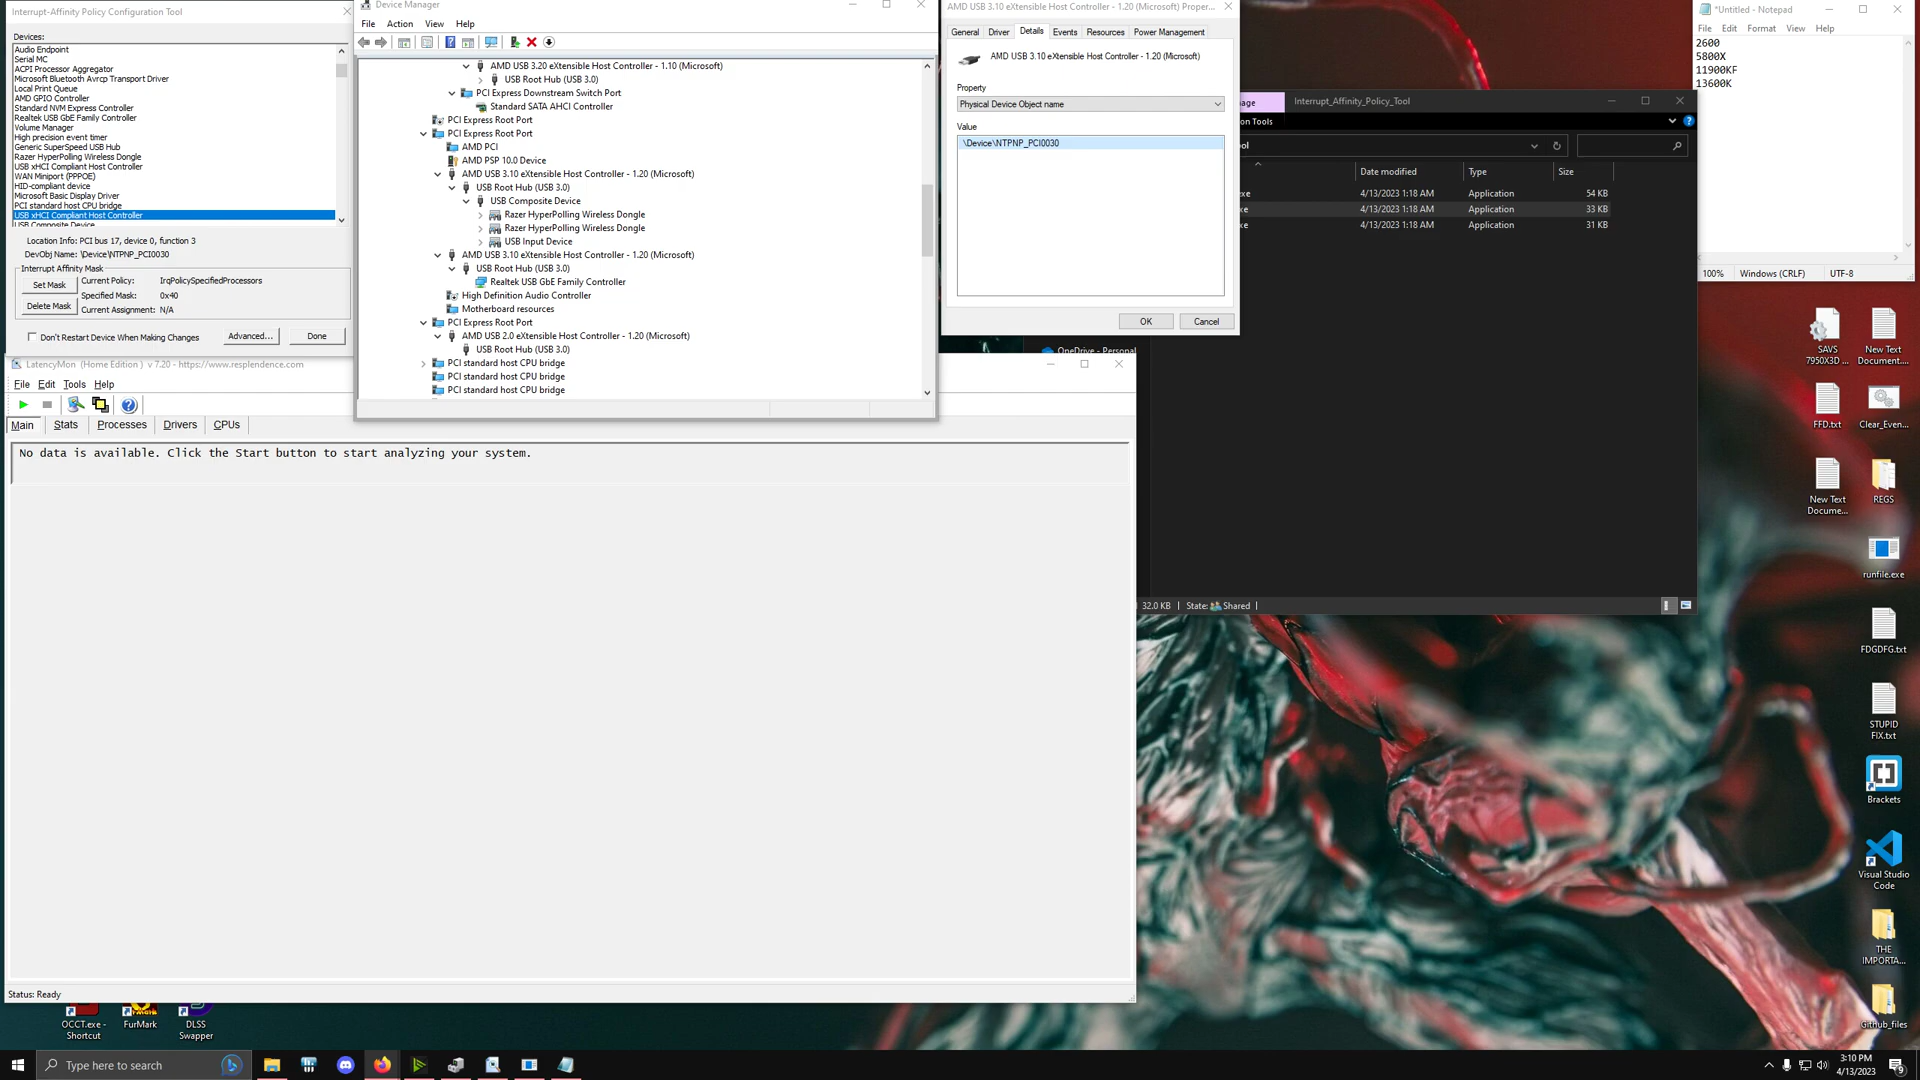 Interrupt-Affinity Policy Configuration Tool
Devices:
Audio Endpoint
Serial MC
ACPI Processor Aggregator
Microsoft Bluetooth Avrcp Transport Driver
Local Print Queue
AMD GPIO Controller
Standard NVM Express Controller
Realtek USB GbE Family Controller
Volume Manager
High precision event timer
Generic SuperSpeed USB Hub
Razer HyperPolling Wireless Dongle
USB xHCI Compliant Host Controller
WAN Miniport (PPPOE)
HID-compliant device
Microsoft Basic Display Driver
PCI standard host CPU bridge
USB xHCI Compliant Host Controller
USB Composite Device
Location Info: PCI bus 17, device 0, function 3
DevObj Name: \Device\NTPNP_PCI0030
Interrupt Affinity Mask
Set Mask
Delete Mask
Current Policy: IrqPolicySpecifiedProcessors
Specified Mask: 0x40
Current Assignment: N/A
Don't Restart Device When Making Changes
Advanced...
Done
Device Manager
File Action View Help
AMD USB 3.20 eXtensible Host Controller - 1.10 (Microsoft)
USB Root Hub (USB 3.0)
PCI Express Downstream Switch Port
Standard SATA AHCI Controller
PCI Express Root Port
PCI Express Root Port
AMD PCI
AMD PSP 10.0 Device
AMD USB 3.10 eXtensible Host Controller - 1.20 (Microsoft)
USB Root Hub (USB 3.0)
USB Composite Device
Razer HyperPolling Wireless Dongle
Razer HyperPolling Wireless Dongle
USB Input Device
AMD USB 3.10 eXtensible Host Controller - 1.20 (Microsoft)
USB Root Hub (USB 3.0)
Realtek USB GbE Family Controller
High Definition Audio Controller
Motherboard resources
PCI Express Root Port
AMD USB 2.0 eXtensible Host Controller - 1.20 (Microsoft)
USB Root Hub (USB 3.0)
PCI standard host CPU bridge
PCI standard host CPU bridge
PCI standard host CPU bridge
AMD USB 3.10 eXtensible Host Controller - 1.20 (Microsoft) Proper...
General Driver Details Events Resources Power Management
AMD USB 3.10 eXtensible Host Controller - 1.20 (Microsoft)
Property
Physical Device Object name
Value
\Device\NTPNP_PCI0030
OK
Cancel
OneDrive - Personal
age
Interrupt_Affinity_Policy_Tool
on Tools
ool
Date modified Type Size
xe 4/13/2023 1:18 AM Application 54 KB
xe 4/13/2023 1:18 AM Application 33 KB
xe 4/13/2023 1:18 AM Application 31 KB
32.0 KB State: Shared
*Untitled - Notepad
File Edit Format View Help
2600
5800X
11900KF
13600K
100% Windows (CRLF) UTF-8
LatencyMon (Home Edition ) v 7.20 - https://www.resplendence.com
File Edit Tools Help
Main Stats Processes Drivers CPUs
No data is available. Click the Start button to start analyzing your system.
Status: Ready
SAVS 7950X3D ...
New Text Document....
FFD.txt
Clear_Even...
New Text Docume...
REGS
runfile.exe
FDGDFG.txt
STUPID FIX.txt
Brackets
Visual Studio Code
THE IMPORTA...
Github_files
OCCT.exe - Shortcut
FurMark
DLSS Swapper
Type here to search
3:10 PM
4/13/2023
9